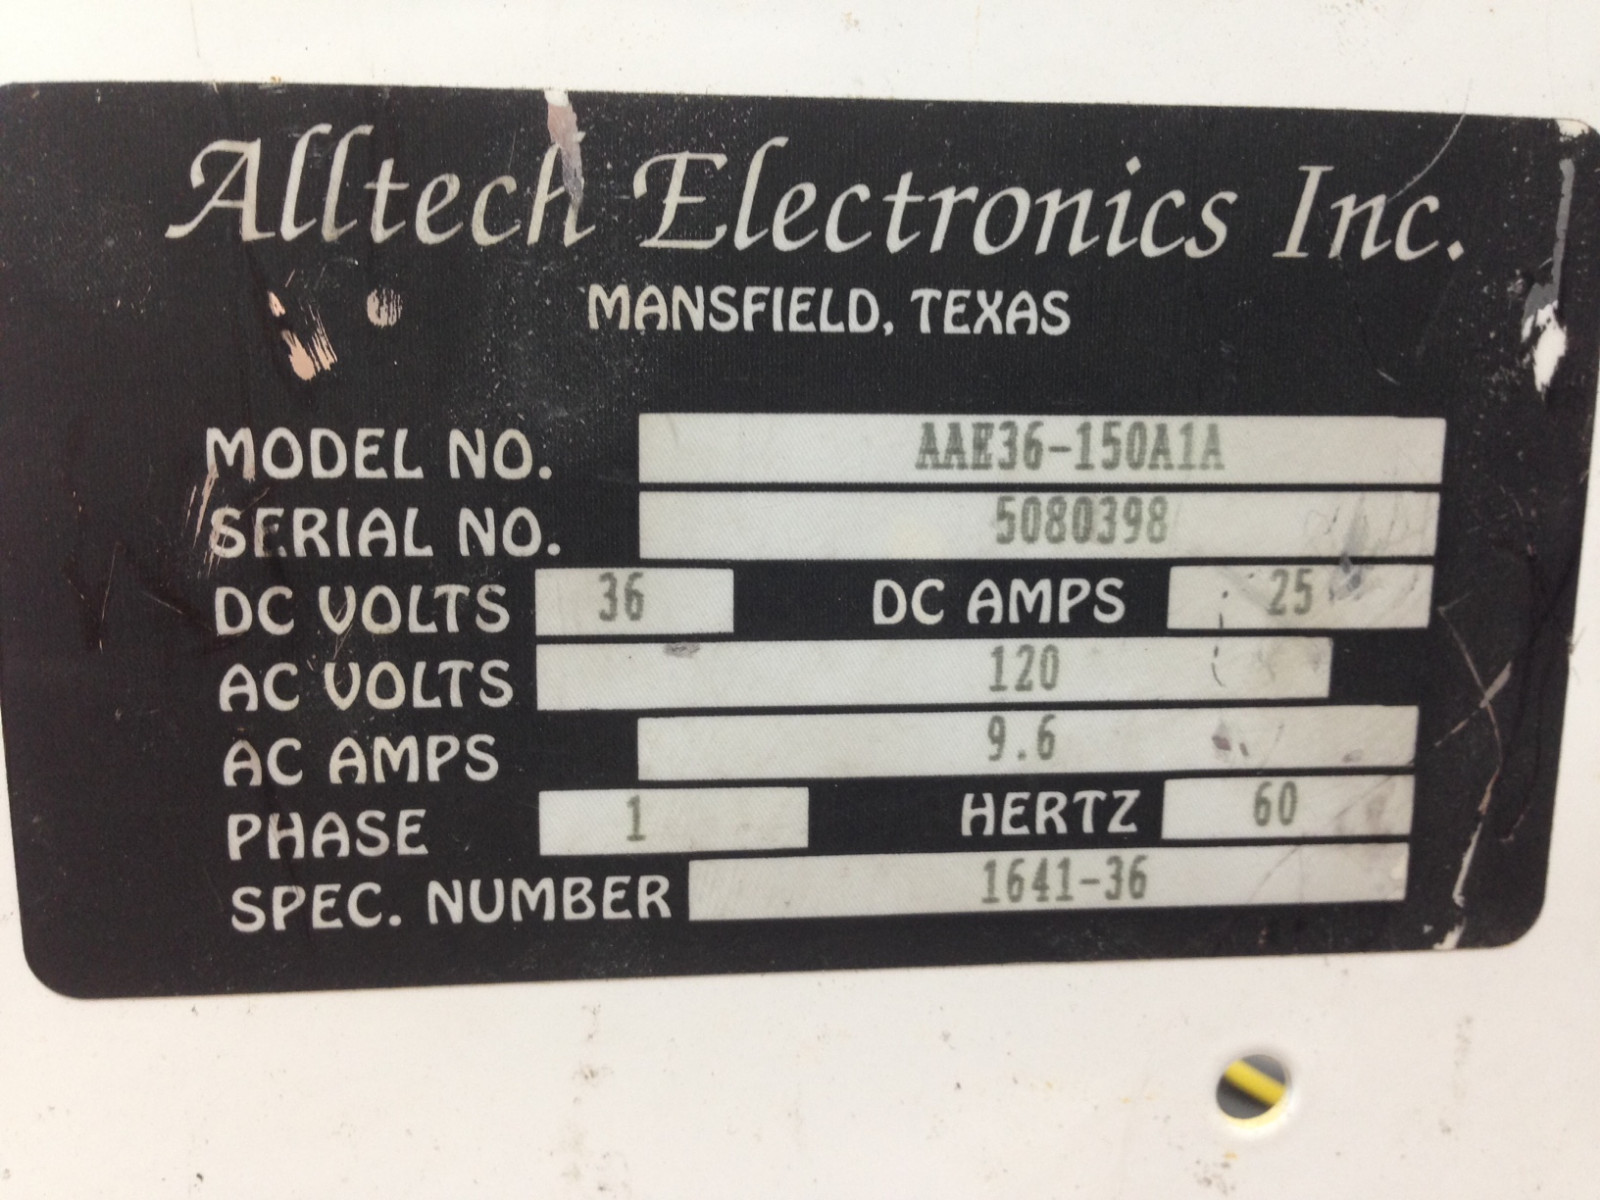 Alltech Electronics Inc.
MANSFIELD, TEXAS
MODEL NO. AAE36-150A1A
SERIAL NO. 5080398
DC VOLTS 36 DC AMPS 25
AC VOLTS 120
AC AMPS 9.6
PHASE 1 HERTZ 60
SPEC. NUMBER 1641-36